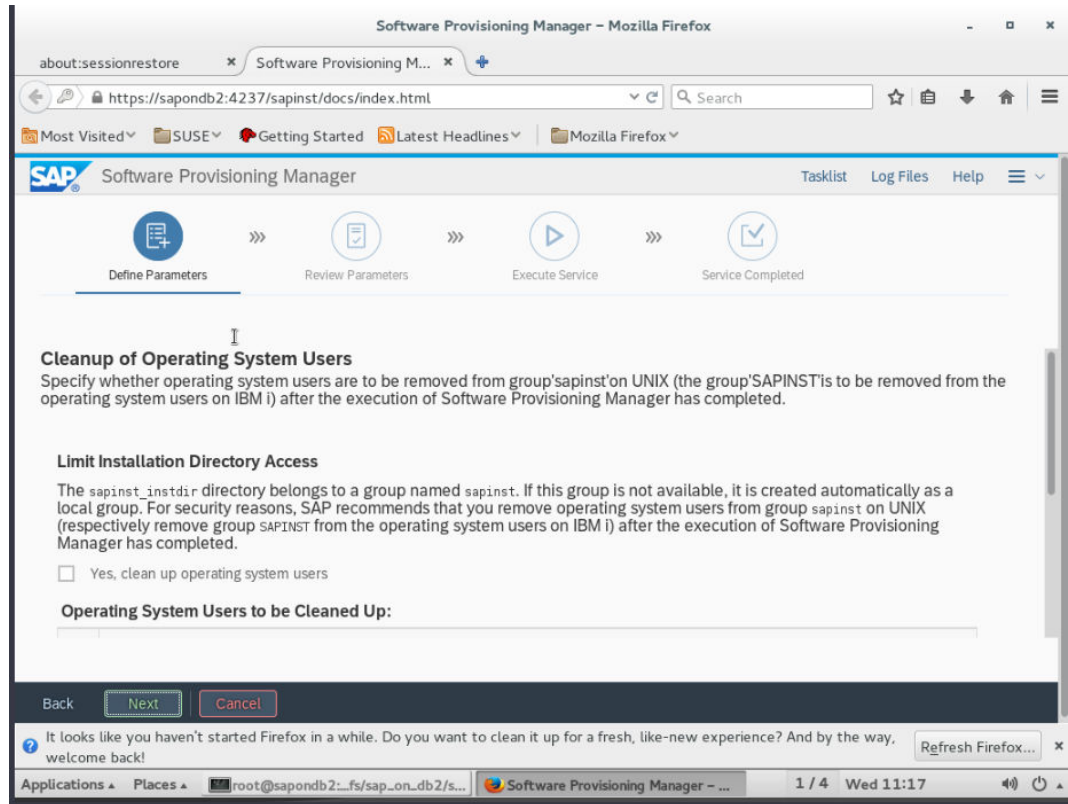 Software Provisioning Manager – Mozilla Firefox
about:sessionrestore
Software Provisioning M...
https://sapondb2:4237/sapinst/docs/index.html
Search
Most Visited
SUSE
Getting Started
Latest Headlines
Mozilla Firefox
SAP
Software Provisioning Manager
Tasklist
Log Files
Help
Define Parameters
Review Parameters
Execute Service
Service Completed
Cleanup of Operating System Users
Specify whether operating system users are to be removed from group'sapinst'on UNIX (the group'SAPINST'is to be removed from the
operating system users on IBM i) after the execution of Software Provisioning Manager has completed.
Limit Installation Directory Access
The sapinst_instdir directory belongs to a group named sapinst. If this group is not available, it is created automatically as a
local group. For security reasons, SAP recommends that you remove operating system users from group sapinst on UNIX
(respectively remove group SAPINST from the operating system users on IBM i) after the execution of Software Provisioning
Manager has completed.
Yes, clean up operating system users
Operating System Users to be Cleaned Up:
Back
Next
Cancel
It looks like you haven't started Firefox in a while. Do you want to clean it up for a fresh, like-new experience? And by the way,
welcome back!
Refresh Firefox...
Applications
Places
root@sapondb2:...fs/sap_on_db2/s...
Software Provisioning Manager – ...
1 / 4
Wed 11:17